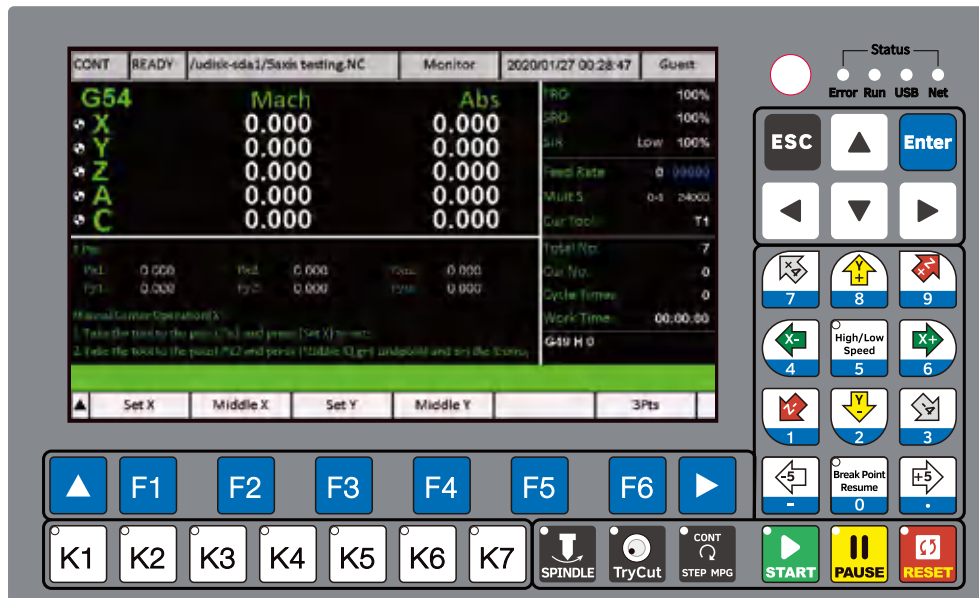 CONT READY /udisk-sda1/5axis testing.NC Monitor 2020/01/27 00:28:47 Guest
G54 Mach Abs
X 0.000 0.000
Y 0.000 0.000
Z 0.000 0.000
A 0.000 0.000
C 0.000 0.000
FRO 100%
SRO 100%
SJR Low 100%
Feed Rate 0 00000
Mult S 0-1 24000
Cur Tool T1
Total No. 7
Cur No. 0
Cycle Times 0
Work Time 00:00:00
G49 H 0
0.000 0.000 0.000
0.000 0.000 0.000
Set X Middle X Set Y Middle Y 3Pts
F1 F2 F3 F4 F5 F6
K1 K2 K3 K4 K5 K6 K7
SPINDLE TryCut CONT
STEP MPG
START PAUSE RESET
Status
Error Run USB Net
ESC Enter
X4 Y+ X+Z
7 8 9
X- High/Low Speed X+
4 5 6
Z- Y- -4
1 2 3
-5 Break Point Resume +5
- 0 .